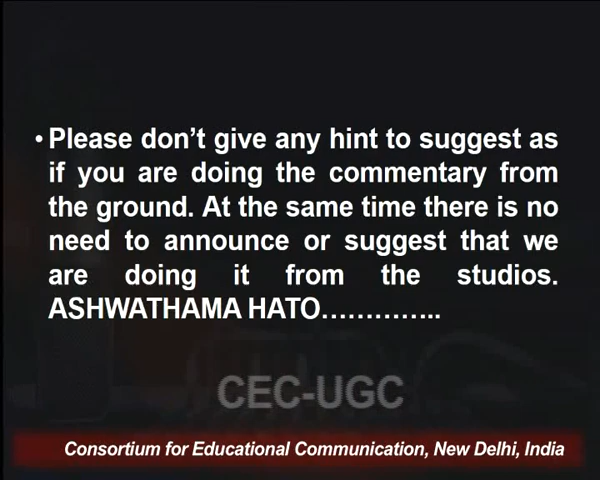 • Please don't give any hint to suggest as
if you are doing the commentary from
the ground. At the same time there is no
need to announce or suggest that we
are doing it from the studios.
ASHWATHAMA HATO…………..
CEC-UGC
Consortium for Educational Communication, New Delhi, India